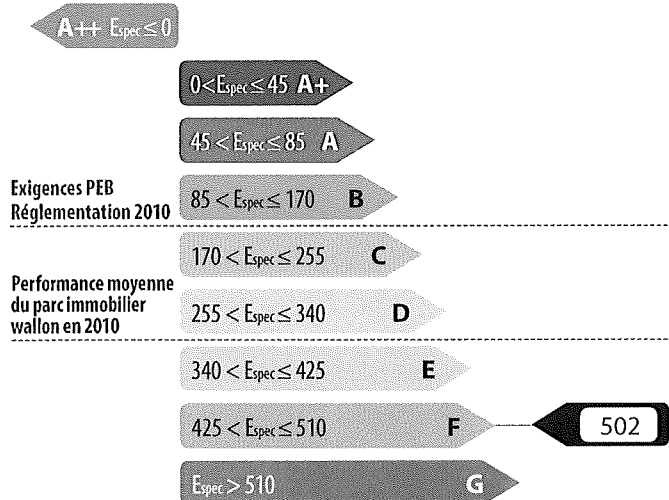 A++ Espec ≤ 0
0 < Espec ≤ 45 A+
45 < Espec ≤ 85 A
Exigences PEB
Réglementation 2010
85 < Espec ≤ 170 B
170 < Espec ≤ 255 C
Performance moyenne
du parc immobilier
wallon en 2010
255 < Espec ≤ 340 D
340 < Espec ≤ 425 E
425 < Espec ≤ 510 F 502
Espec > 510 G